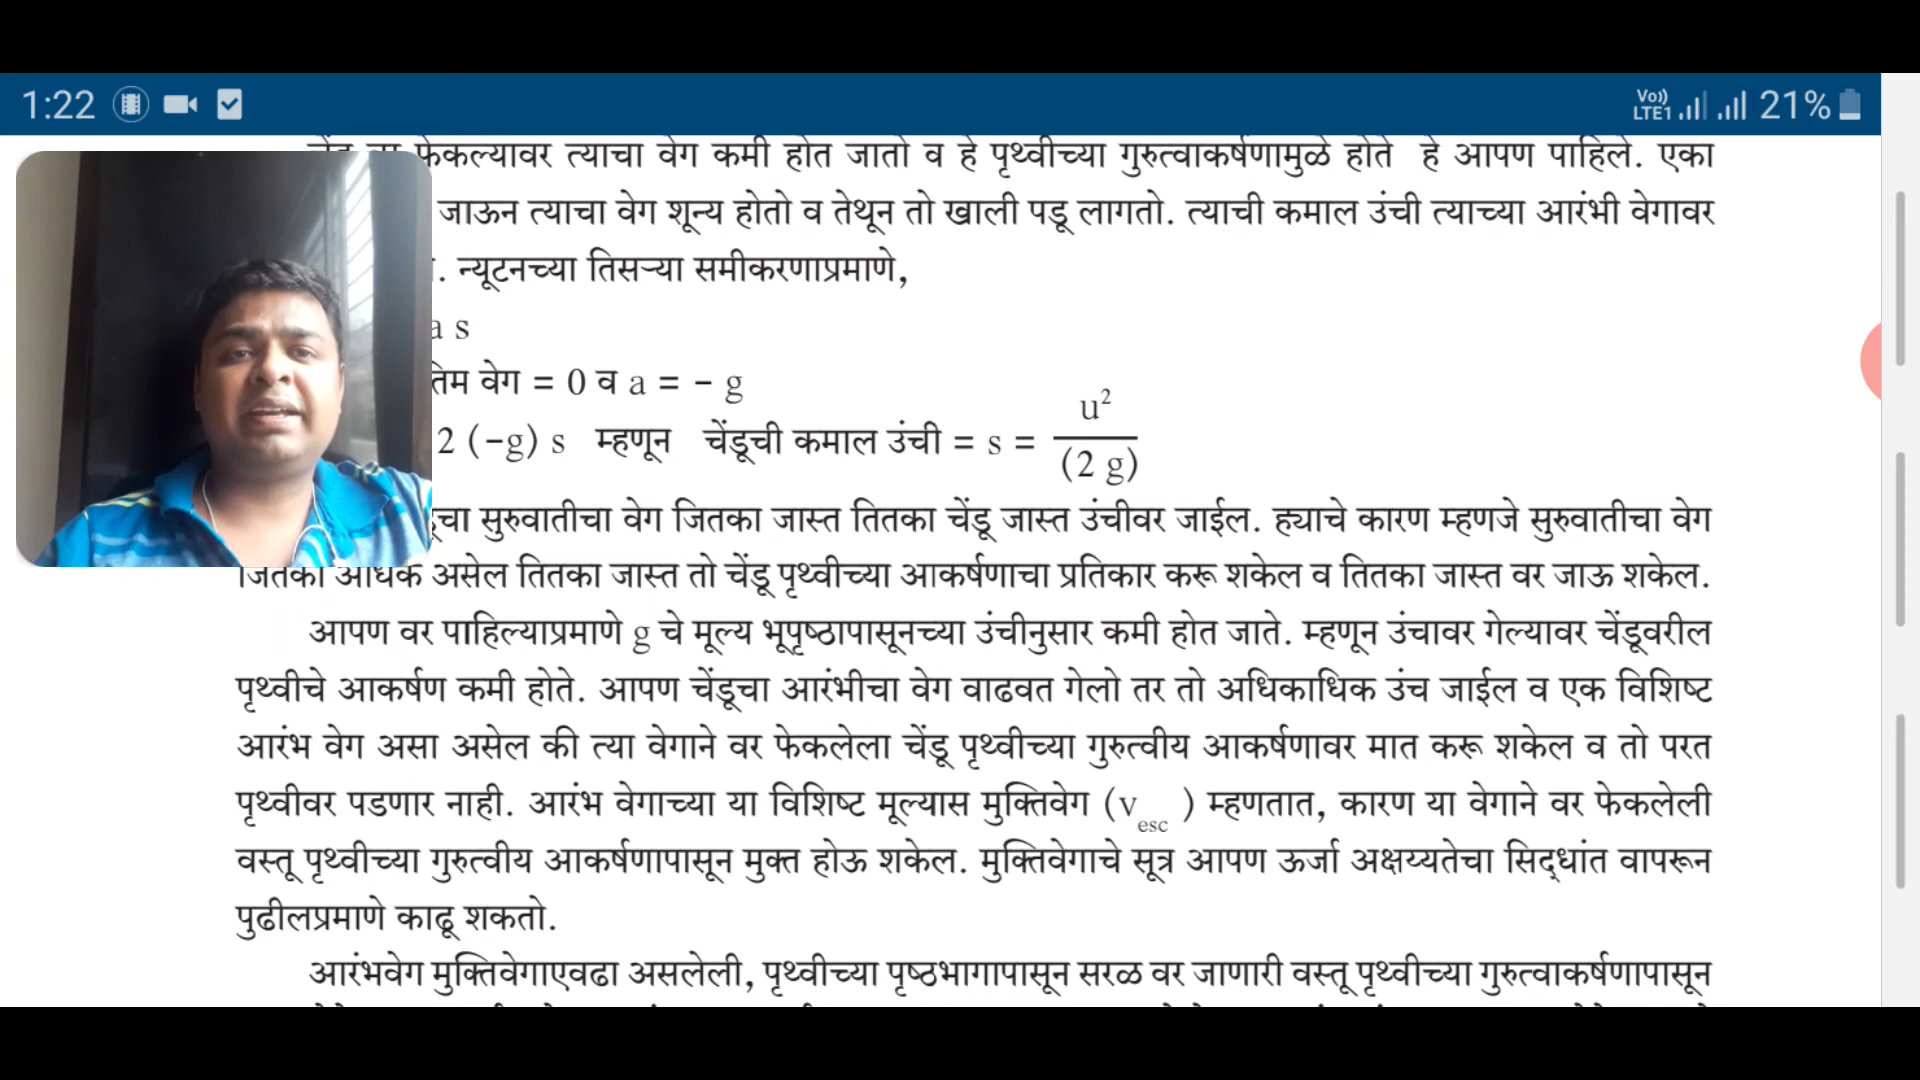 1:22
Vo)) LTE1 21%
फेकल्यावर त्याचा वेग कमी होत जातो व हे पृथ्वीच्या गुरुत्वाकर्षणामुळे होते हे आपण पाहिले. एका
जाऊन त्याचा वेग शून्य होतो व तेथून तो खाली पडू लागतो. त्याची कमाल उंची त्याच्या आरंभी वेगावर
. न्यूटनच्या तिसऱ्या समीकरणाप्रमाणे,
a s
वेग = 0 व a = - g
2 (-g) s म्हणून चेंडूची कमाल उंची = s = u² / (2 g)
सुरुवातीचा वेग जितका जास्त तितका चेंडू जास्त उंचीवर जाईल. ह्याचे कारण म्हणजे सुरुवातीचा वेग
जितका अधिक असेल तितका जास्त तो चेंडू पृथ्वीच्या आकर्षणाचा प्रतिकार करू शकेल व तितका जास्त वर जाऊ शकेल.
आपण वर पाहिल्याप्रमाणे g चे मूल्य भूपृष्ठापासूनच्या उंचीनुसार कमी होत जाते. म्हणून उंचावर गेल्यावर चेंडूवरील
पृथ्वीचे आकर्षण कमी होते. आपण चेंडूचा आरंभीचा वेग वाढवत गेलो तर तो अधिकाधिक उंच जाईल व एक विशिष्ट
आरंभ वेग असा असेल की त्या वेगाने वर फेकलेला चेंडू पृथ्वीच्या गुरुत्वीय आकर्षणावर मात करू शकेल व तो परत
पृथ्वीवर पडणार नाही. आरंभ वेगाच्या या विशिष्ट मूल्यास मुक्तिवेग (v esc ) म्हणतात, कारण या वेगाने वर फेकलेली
वस्तू पृथ्वीच्या गुरुत्वीय आकर्षणापासून मुक्त होऊ शकेल. मुक्तिवेगाचे सूत्र आपण ऊर्जा अक्षय्यतेचा सिद्धांत वापरून
पुढीलप्रमाणे काढू शकतो.
आरंभवेग मुक्तिवेगाएवढा असलेली, पृथ्वीच्या पृष्ठभागापासून सरळ वर जाणारी वस्तू पृथ्वीच्या गुरुत्वाकर्षणापासून